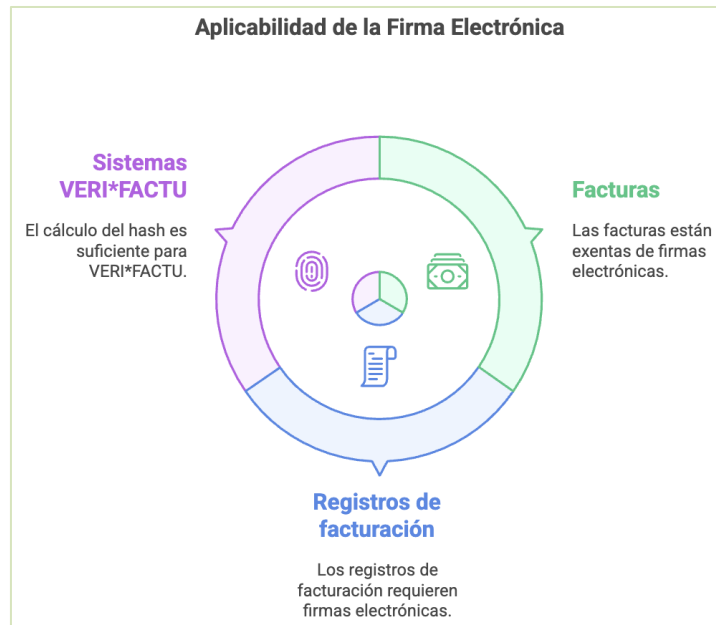 Aplicabilidad de la Firma Electrónica
Sistemas
VERI*FACTU
El cálculo del hash es
suficiente para
VERI*FACTU.
Facturas
Las facturas están
exentas de firmas
electrónicas.
Registros de
facturación
Los registros de
facturación requieren
firmas electrónicas.